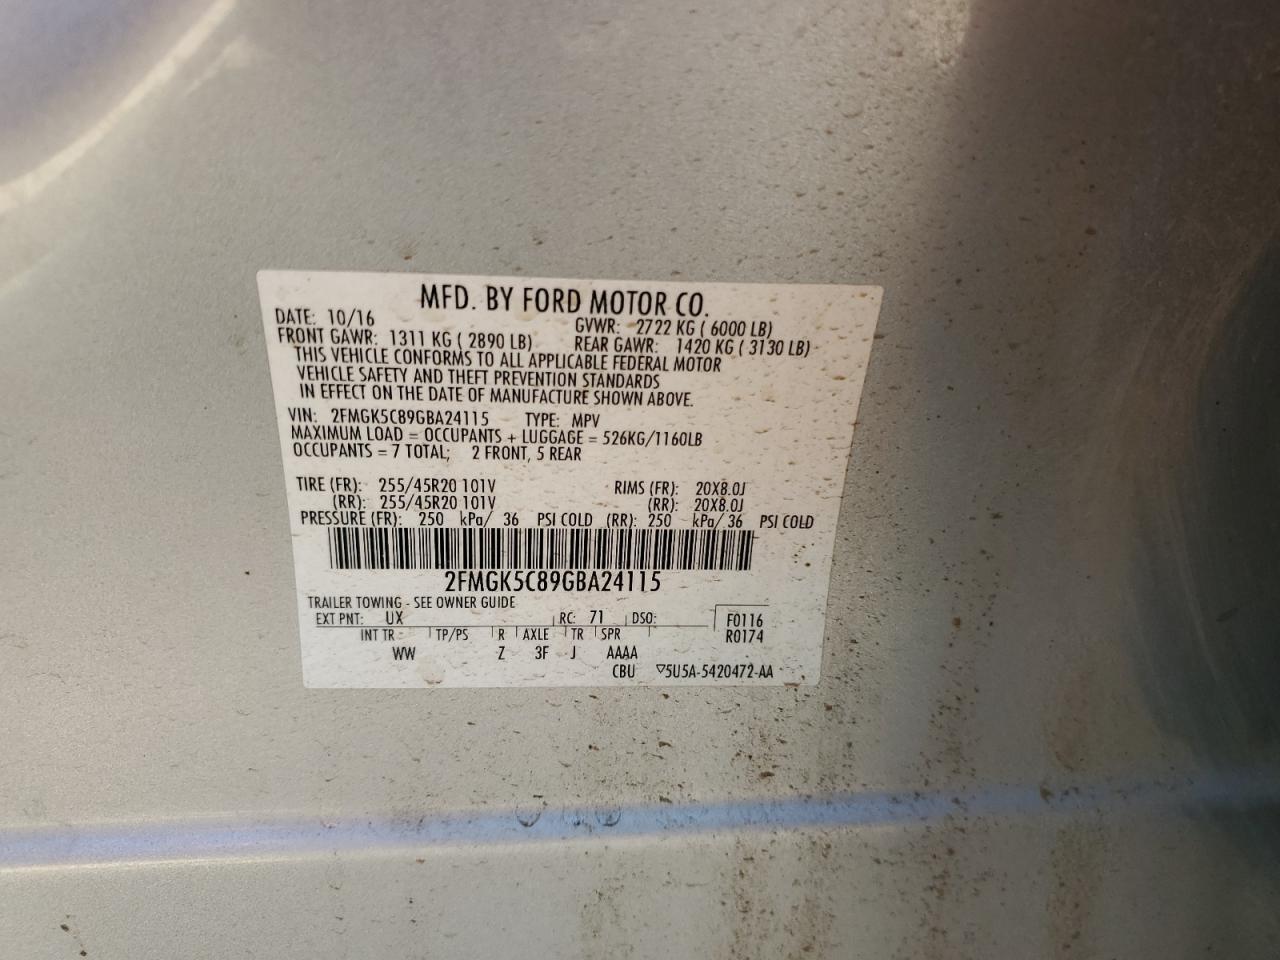 MFD. BY FORD MOTOR CO.
DATE: 10/16 GVWR: 2722 KG ( 6000 LB)
FRONT GAWR: 1311 KG ( 2890 LB) REAR GAWR: 1420 KG ( 3130 LB)
THIS VEHICLE CONFORMS TO ALL APPLICABLE FEDERAL MOTOR
VEHICLE SAFETY AND THEFT PREVENTION STANDARDS
IN EFFECT ON THE DATE OF MANUFACTURE SHOWN ABOVE.
VIN: 2FMGK5C89GBA24115 TYPE: MPV
MAXIMUM LOAD = OCCUPANTS + LUGGAGE = 526KG/1160LB
OCCUPANTS = 7 TOTAL; 2 FRONT, 5 REAR
TIRE (FR): 255/45R20 101V RIMS (FR): 20X8.0J
(RR): 255/45R20 101V (RR): 20X8.0J
PRESSURE (FR): 250 kPa/ 36 PSI COLD (RR): 250 kPa/ 36 PSI COLD
2FMGK5C89GBA24115
TRAILER TOWING - SEE OWNER GUIDE
EXT PNT: UX RC: 71 DSO: F0116
INT TR TP/PS R AXLE TR SPR R0174
WW Z 3F J AAAA
CBU ▽5U5A-5420472-AA